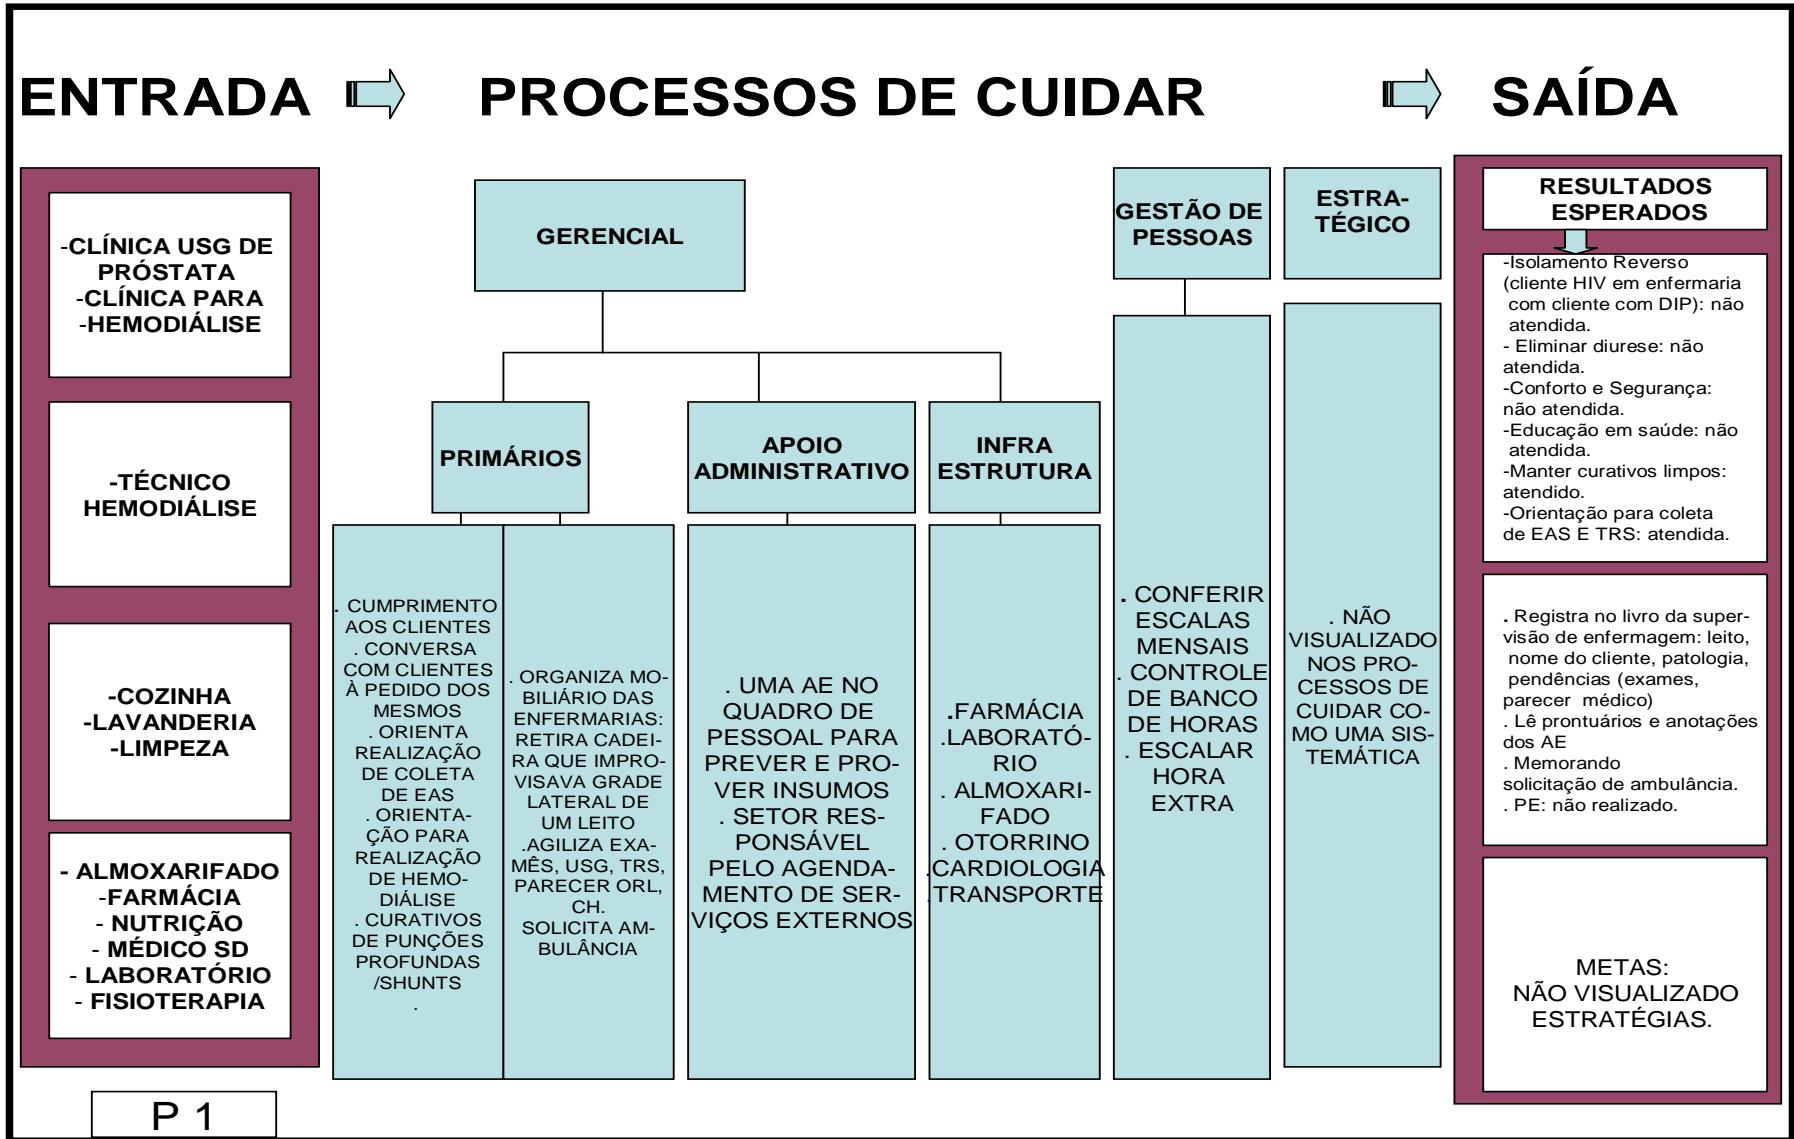 ENTRADA
PROCESSOS DE CUIDAR
SAÍDA
-CLÍNICA USG DE
PRÓSTATA
-CLÍNICA PARA
-HEMODIÁLISE
-TÉCNICO
HEMODIÁLISE
-COZINHA
-LAVANDERIA
-LIMPEZA
- ALMOXARIFADO
-FARMÁCIA
- NUTRIÇÃO
- MÉDICO SD
- LABORATÓRIO
- FISIOTERAPIA
P 1
GERENCIAL
PRIMÁRIOS
. CUMPRIMENTO
AOS CLIENTES
. CONVERSA
COM CLIENTES
À PEDIDO DOS
MESMOS
. ORIENTA
REALIZAÇÃO
DE COLETA
DE EAS
. ORIENTA-
ÇÃO PARA
REALIZAÇÃO
DE HEMO-
DIÁLISE
. CURATIVOS
DE PUNÇÕES
PROFUNDAS
/SHUNTS
.
. ORGANIZA MO-
BILIÁRIO DAS
ENFERMARIAS:
RETIRA CADEI-
RA QUE IMPRO-
VISAVA GRADE
LATERAL DE
UM LEITO
.AGILIZA EXA-
MÊS, USG, TRS,
PARECER ORL,
CH.
SOLICITA AM-
BULÂNCIA
APOIO
ADMINISTRATIVO
. UMA AE NO
QUADRO DE
PESSOAL PARA
PREVER E PRO-
VER INSUMOS
. SETOR RES-
PONSÁVEL
PELO AGENDA-
MENTO DE SER-
VIÇOS EXTERNOS
INFRA
ESTRUTURA
.FARMÁCIA
.LABORATÓ-
RIO
. ALMOXARI-
FADO
. OTORRINO
.CARDIOLOGIA
.TRANSPORTE
GESTÃO DE
PESSOAS
. CONFERIR
ESCALAS
MENSAIS
. CONTROLE
DE BANCO
DE HORAS
. ESCALAR
HORA
EXTRA
ESTRA-
TÉGICO
. NÃO
VISUALIZADO
NOS PRO-
CESSOS DE
CUIDAR CO-
MO UMA SIS-
TEMÁTICA
RESULTADOS
ESPERADOS
-Isolamento Reverso
(cliente HIV em enfermaria
com cliente com DIP): não
atendida.
- Eliminar diurese: não
atendida.
-Conforto e Segurança:
não atendida.
-Educação em saúde: não
atendida.
-Manter curativos limpos:
atendido.
-Orientação para coleta
de EAS E TRS: atendida.
. Registra no livro da super-
visão de enfermagem: leito,
nome do cliente, patologia,
pendências (exames,
parecer médico)
. Lê prontuários e anotações
dos AE
. Memorando
solicitação de ambulância.
. PE: não realizado.
METAS:
NÃO VISUALIZADO
ESTRATÉGIAS.